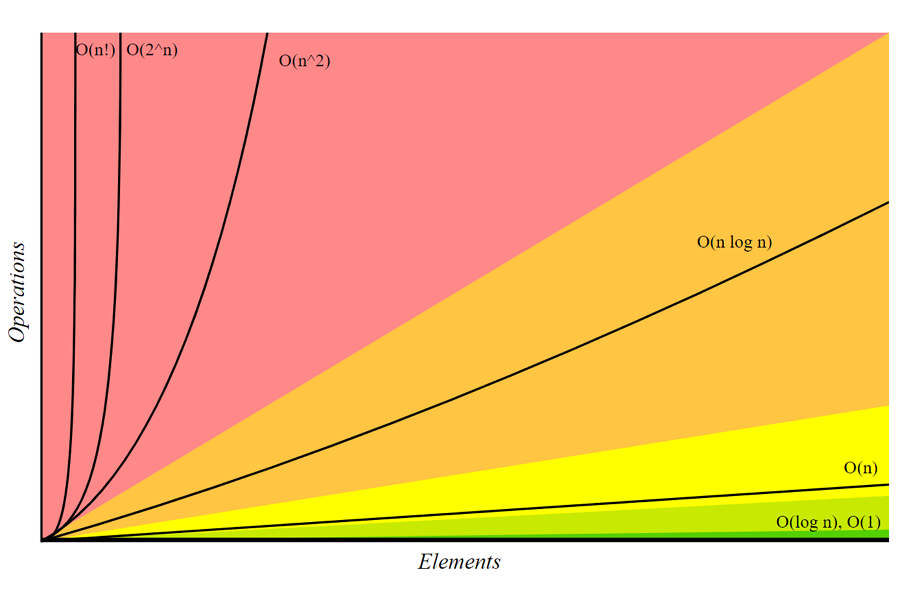 O(n!)
O(2^n)
O(n^2)
O(n log n)
O(n)
O(log n), O(1)
Operations
Elements